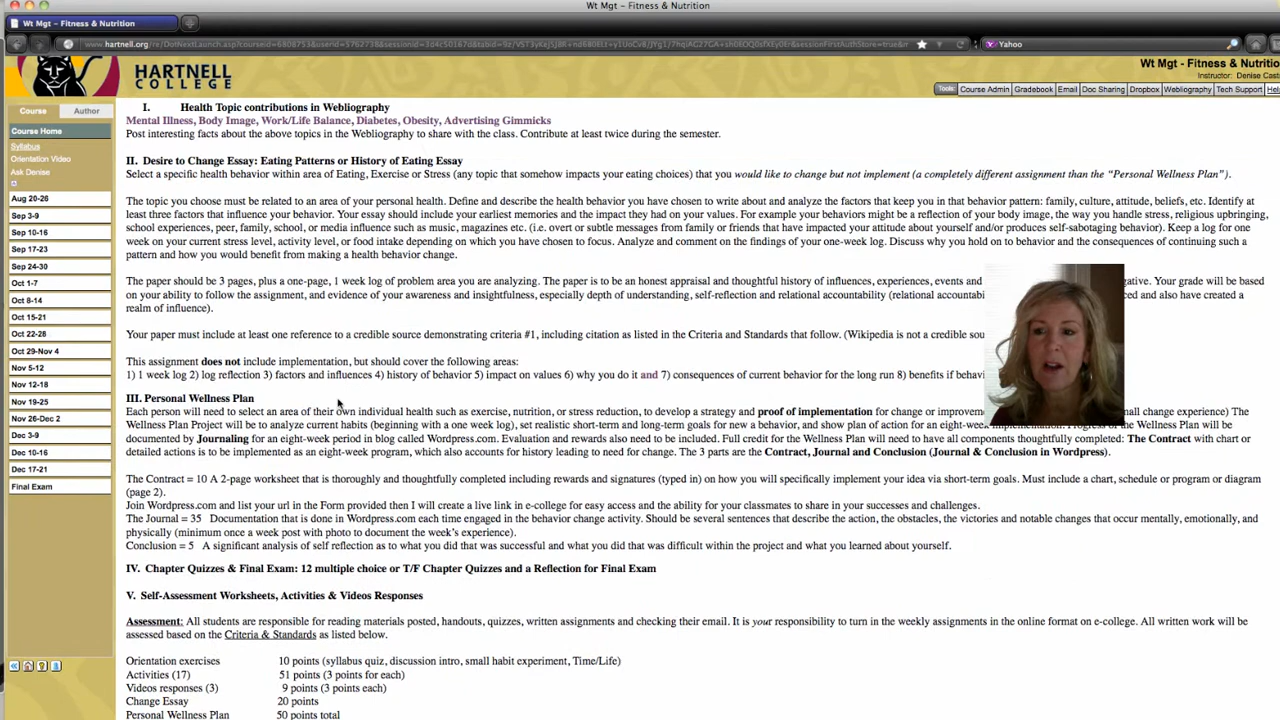 Wt Mgt – Fitness & Nutrition
Wt Mgt – Fitness & Nutrition
Yahoo
HARTNELL
COLLEGE
Wt Mgt - Fitness & Nutritio
Instructor: Denise Cast
Tools: Course Admin Gradebook Email Doc Sharing Dropbox Webliography Tech Support Hel
Course Author
Course Home
Syllabus
Orientation Video
Ask Denise
Aug 20-26
Sep 3-9
Sep 10-16
Sep 17-23
Sep 24-30
Oct 1-7
Oct 8-14
Oct 15-21
Oct 22-28
Oct 29-Nov 4
Nov 5-12
Nov 12-18
Nov 19-25
Nov 26-Dec 2
Dec 3-9
Dec 10-16
Dec 17-21
Final Exam
I. Health Topic contributions in Webliography
Mental Illness, Body Image, Work/Life Balance, Diabetes, Obesity, Advertising Gimmicks
Post interesting facts about the above topics in the Webliography to share with the class. Contribute at least twice during the semester.
II. Desire to Change Essay: Eating Patterns or History of Eating Essay
Select a specific health behavior within area of Eating, Exercise or Stress (any topic that somehow impacts your eating choices) that you would like to change but not implement (a completely different assignment than the “Personal Wellness Plan”).
The topic you choose must be related to an area of your personal health. Define and describe the health behavior you have chosen to write about and analyze the factors that keep you in that behavior pattern: family, culture, attitude, beliefs, etc. Identify at
least three factors that influence your behavior. Your essay should include your earliest memories and the impact they had on your values. For example your behaviors might be a reflection of your body image, the way you handle stress, religious upbringing,
school experiences, peer, family, school, or media influence such as music, magazines etc. (i.e. overt or subtle messages from family or friends that have impacted your attitude about yourself and/or produces self-sabotaging behavior). Keep a log for one
week on your current stress level, activity level, or food intake depending on which you have chosen to focus. Analyze and comment on the findings of your one-week log. Discuss why you hold on to behavior and the consequences of continuing such a
pattern and how you would benefit from making a health behavior change.
The paper should be 3 pages, plus a one-page, 1 week log of problem area you are analyzing. The paper is to be an honest appraisal and thoughtful history of influences, experiences, events and gative. Your grade will be based
on your ability to follow the assignment, and evidence of your awareness and insightfulness, especially depth of understanding, self-reflection and relational accountability (relational accountabi ced and also have created a
realm of influence).
Your paper must include at least one reference to a credible source demonstrating criteria #1, including citation as listed in the Criteria and Standards that follow. (Wikipedia is not a credible sou
This assignment does not include implementation, but should cover the following areas:
1) 1 week log 2) log reflection 3) factors and influences 4) history of behavior 5) impact on values 6) why you do it and 7) consequences of current behavior for the long run 8) benefits if behavi
III. Personal Wellness Plan
Each person will need to select an area of their own individual health such as exercise, nutrition, or stress reduction, to develop a strategy and proof of implementation for change or improvem small change experience) The
Wellness Plan Project will be to analyze current habits (beginning with a one week log), set realistic short-term and long-term goals for new a behavior, and show plan of action for an eight-week implementation. Progress of the Wellness Plan will be
documented by Journaling for an eight-week period in blog called Wordpress.com. Evaluation and rewards also need to be included. Full credit for the Wellness Plan will need to have all components thoughtfully completed: The Contract with chart or
detailed actions is to be implemented as an eight-week program, which also accounts for history leading to need for change. The 3 parts are the Contract, Journal and Conclusion (Journal & Conclusion in Wordpress).
The Contract = 10 A 2-page worksheet that is thoroughly and thoughtfully completed including rewards and signatures (typed in) on how you will specifically implement your idea via short-term goals. Must include a chart, schedule or program or diagram
(page 2).
Join Wordpress.com and list your url in the Form provided then I will create a live link in e-college for easy access and the ability for your classmates to share in your successes and challenges.
The Journal = 35 Documentation that is done in Wordpress.com each time engaged in the behavior change activity. Should be several sentences that describe the action, the obstacles, the victories and notable changes that occur mentally, emotionally, and
physically (minimum once a week post with photo to document the week’s experience).
Conclusion = 5 A significant analysis of self reflection as to what you did that was successful and what you did that was difficult within the project and what you learned about yourself.
IV. Chapter Quizzes & Final Exam: 12 multiple choice or T/F Chapter Quizzes and a Reflection for Final Exam
V. Self-Assessment Worksheets, Activities & Videos Responses
Assessment: All students are responsible for reading materials posted, handouts, quizzes, written assignments and checking their email. It is your responsibility to turn in the weekly assignments in the online format on e-college. All written work will be
assessed based on the Criteria & Standards as listed below.
Orientation exercises 10 points (syllabus quiz, discussion intro, small habit experiment, Time/Life)
Activities (17) 51 points (3 points for each)
Videos responses (3) 9 points (3 points each)
Change Essay 20 points
Personal Wellness Plan 50 points total